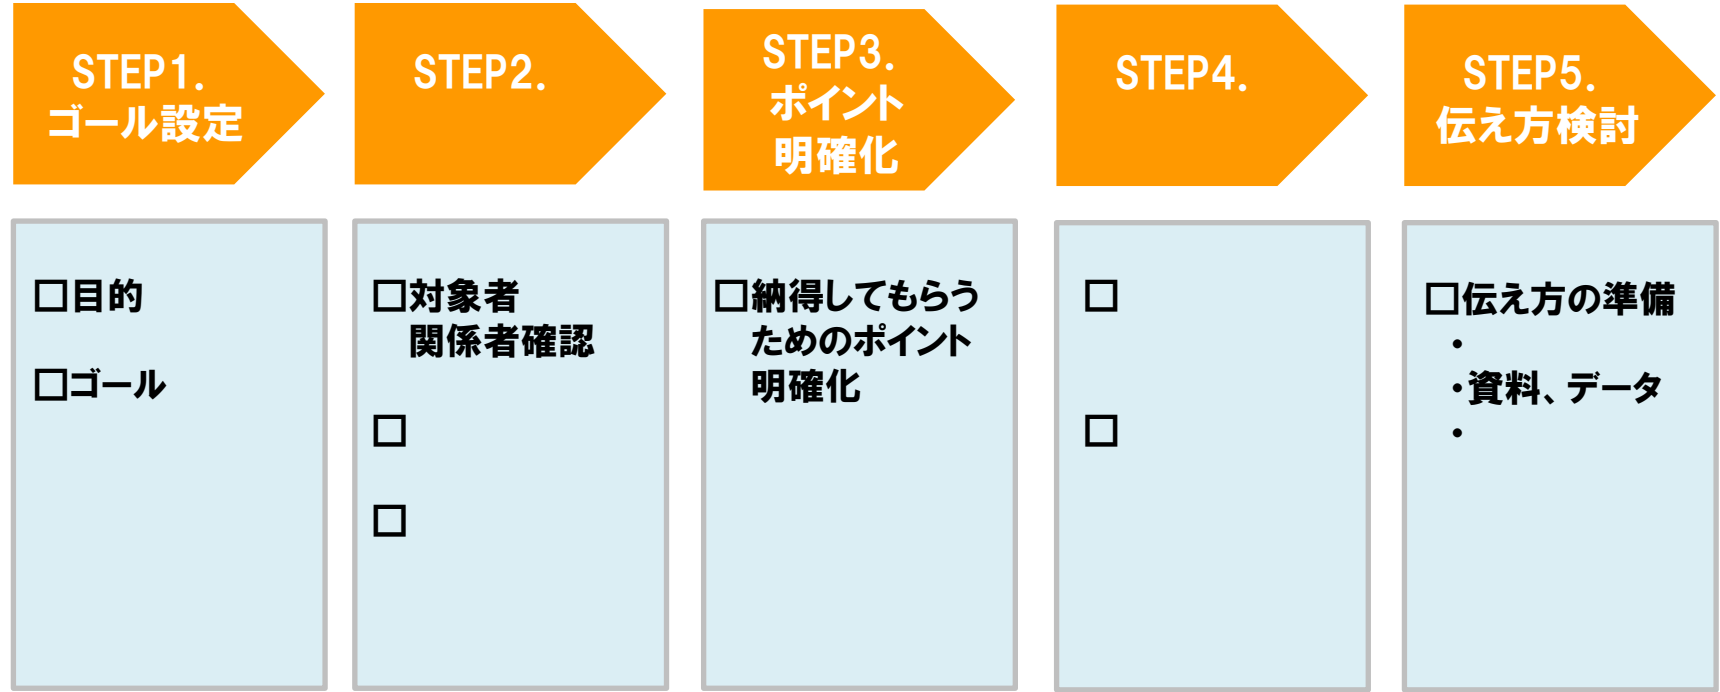 STEP1.
ゴール設定
STEP2.
STEP3.
ポイント
明確化
STEP4.
STEP5.
伝え方検討
□目的
□ゴール
□対象者
関係者確認
□
□
□納得してもらう
ためのポイント
明確化
□
□
□伝え方の準備
・
・資料、データ
・